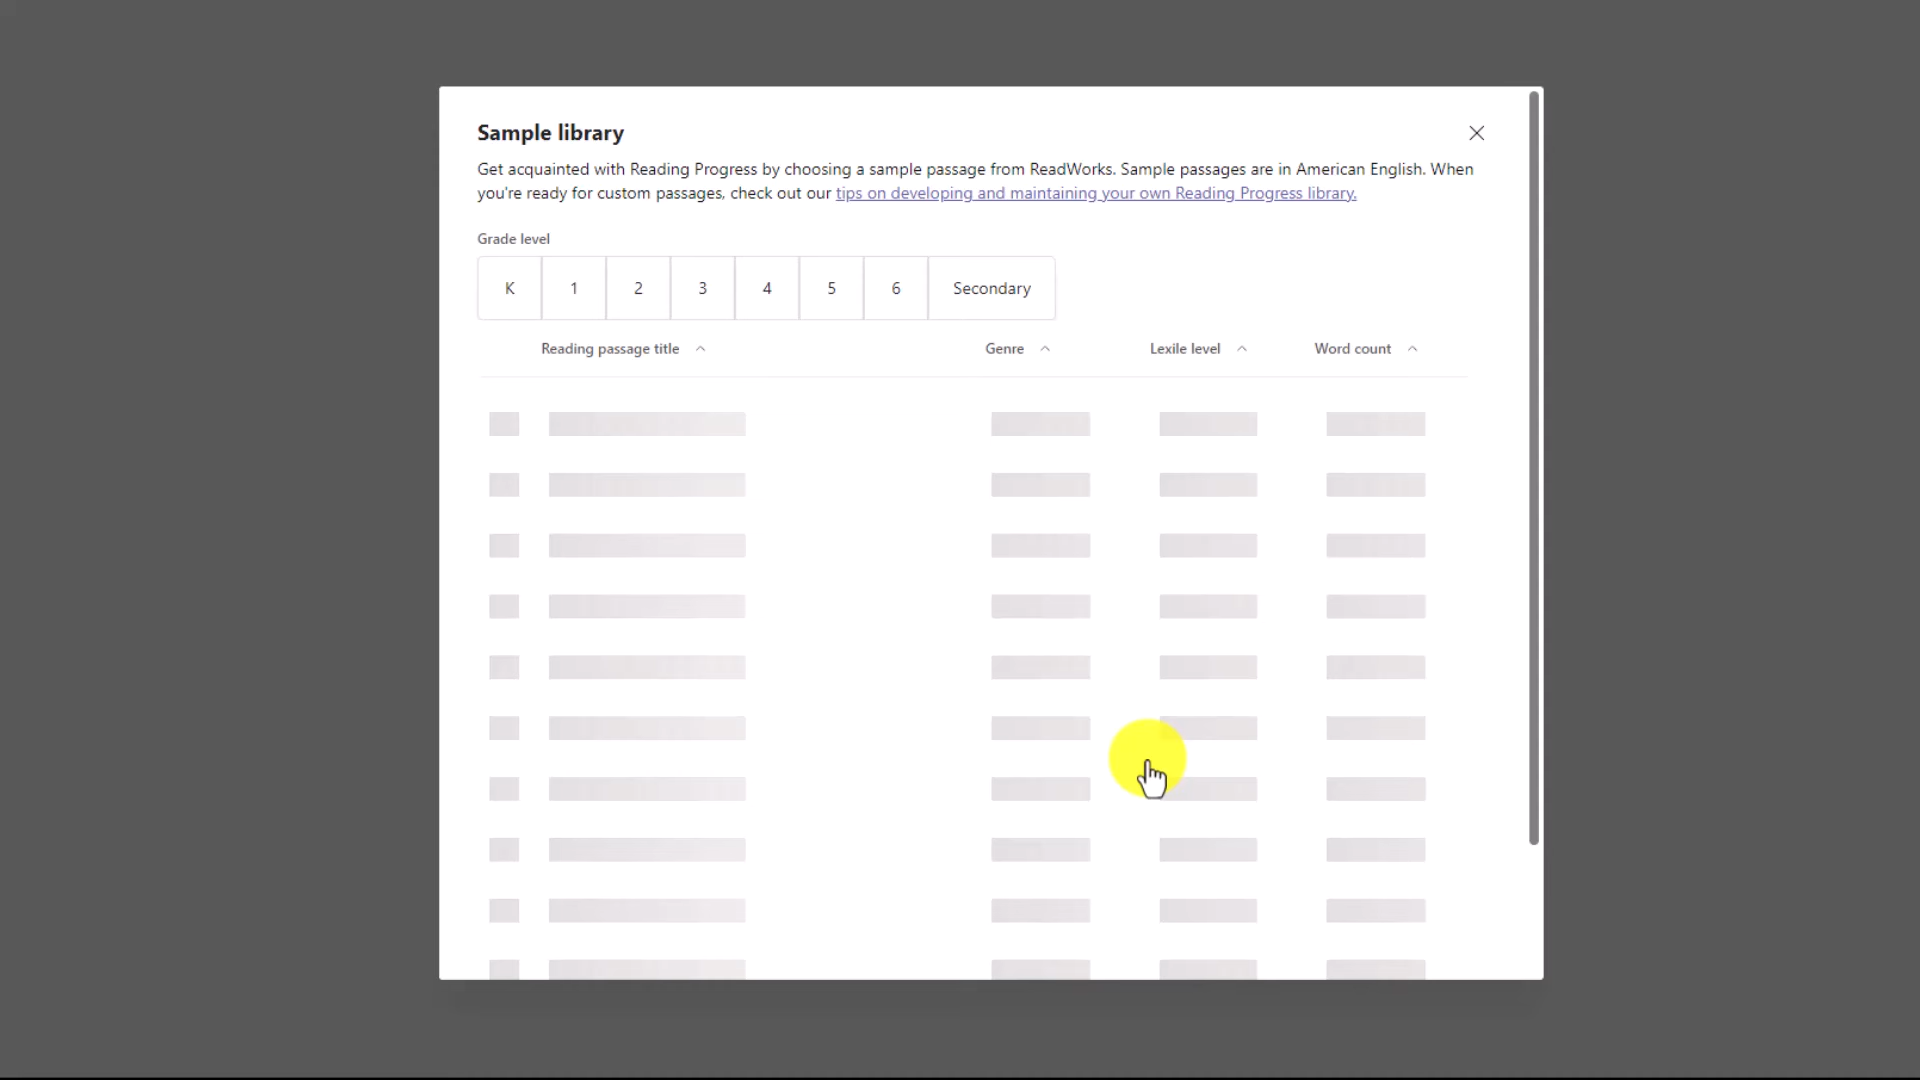 Sample library
Get acquainted with Reading Progress by choosing a sample passage from ReadWorks. Sample passages are in American English. When
you're ready for custom passages, check out our tips on developing and maintaining your own Reading Progress library.
Grade level
K 1 2 3 4 5 6 Secondary
Reading passage title Genre Lexile level Word count